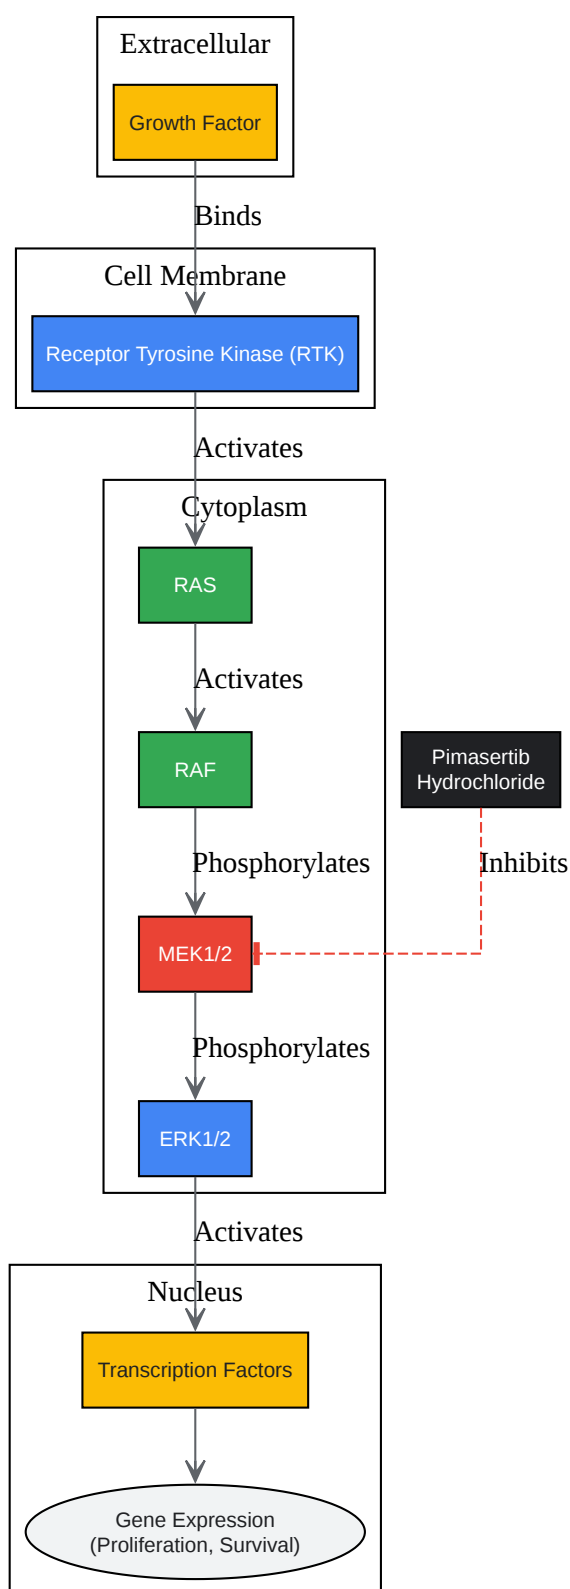 Extracellular
Growth Factor
Binds
Cell Membrane
Receptor Tyrosine Kinase (RTK)
Activates
Cytoplasm
RAS
Activates
RAF
Pimasertib
Hydrochloride
Phosphorylates
Inhibits
MEK1/2
Phosphorylates
ERK1/2
Activates
Nucleus
Transcription Factors
Gene Expression
(Proliferation, Survival)